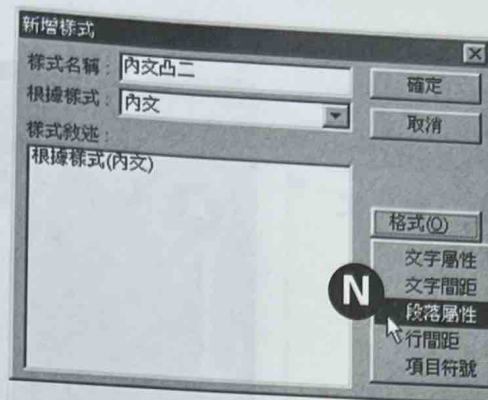 新增樣式
樣式名稱：內文凸二
根據樣式：內文
樣式敘述：
根據樣式(內文)
確定
取消
格式(O)
文字屬性
文字間距
N
段落屬性
行間距
項目符號